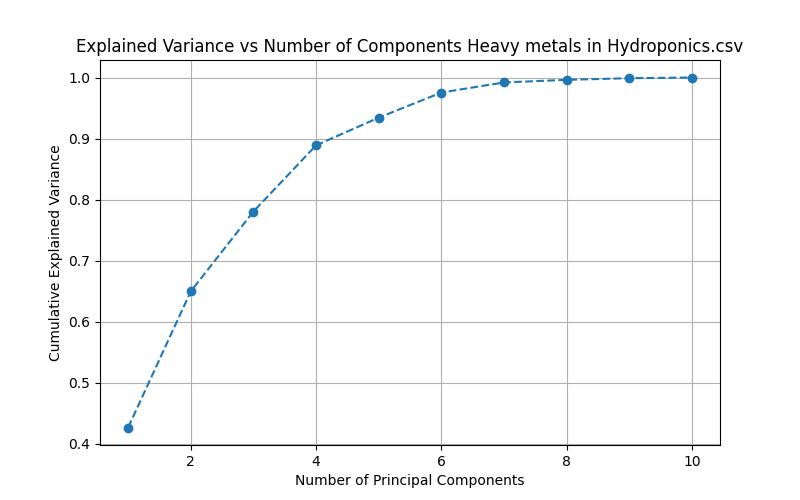 Explained Variance vs Number of Components Heavy metals in Hydroponics.csv
1.0
0.9
0.8
0.7
0.6
0.5
0.4
Cumulative Explained Variance
2 4 6 8 10
Number of Principal Components